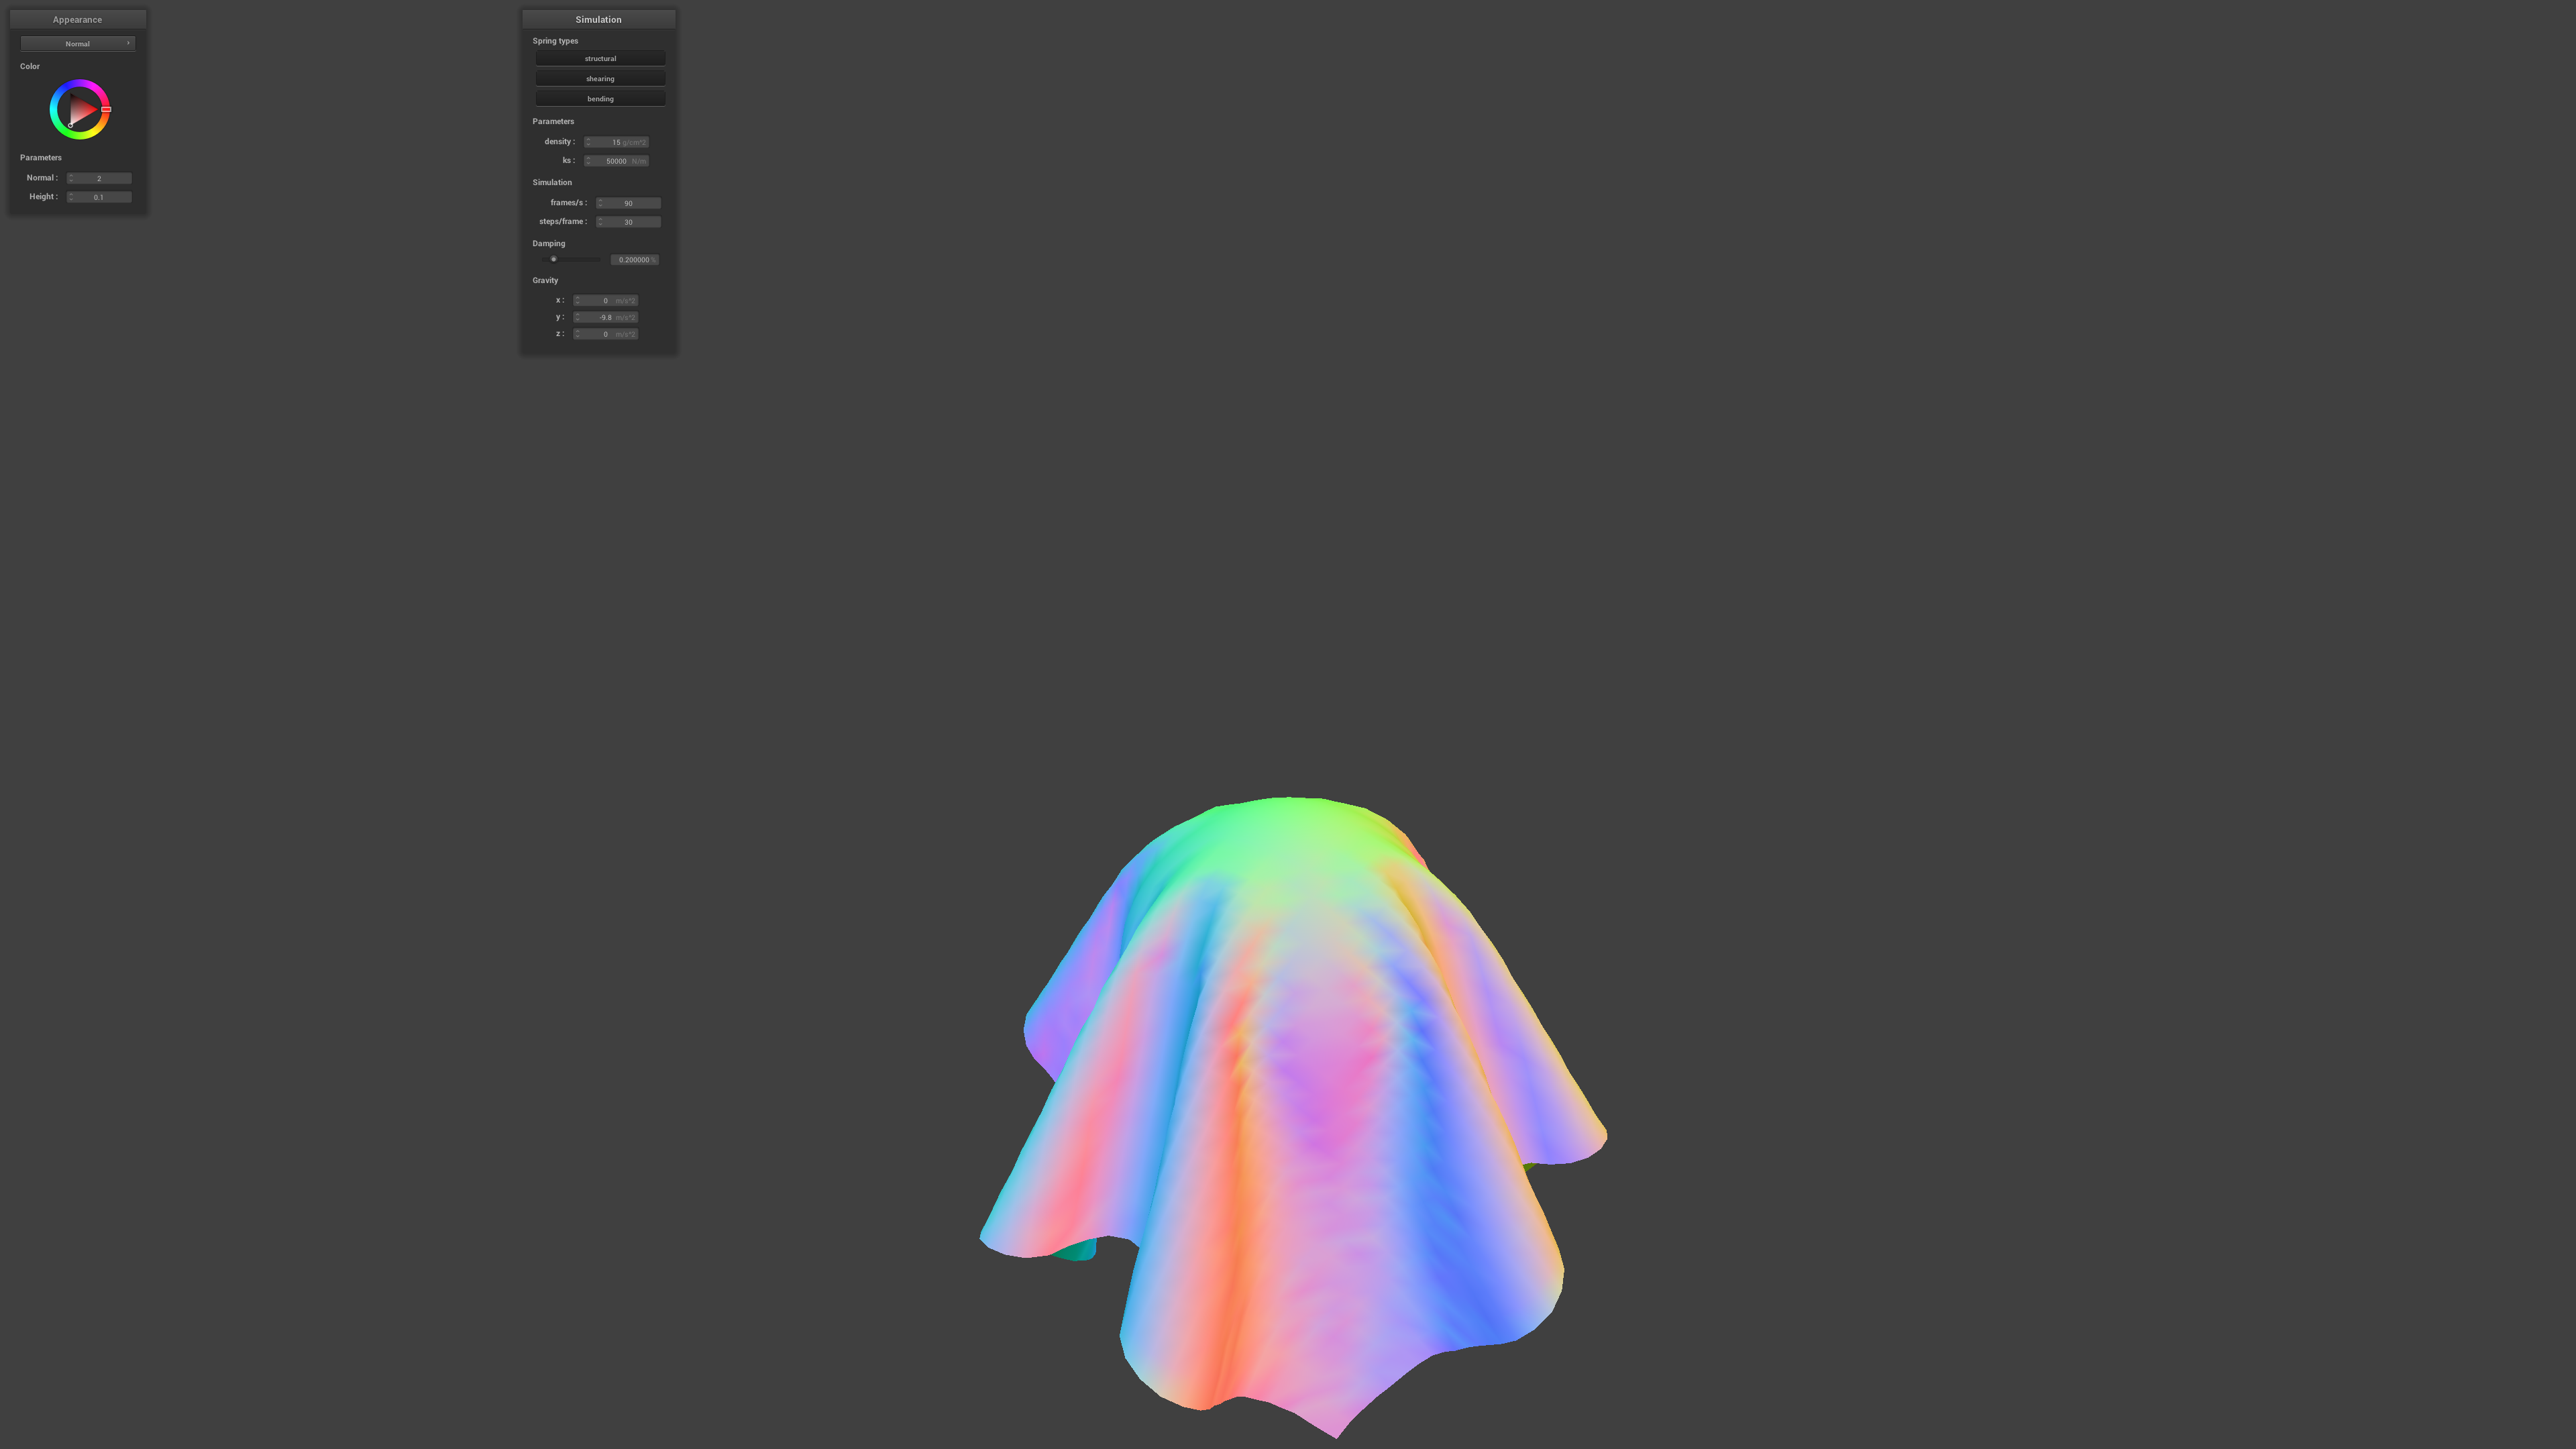 Appearance
Normal
Color
Parameters
Normal : 2
Height : 0.1
Simulation
Spring types
structural
shearing
bending
Parameters
density : 15 g/cm^2
ks : 50000 N/m
Simulation
frames/s : 90
steps/frame : 30
Damping
0.200000 %
Gravity
x : 0 m/s^2
y : -9.8 m/s^2
z : 0 m/s^2